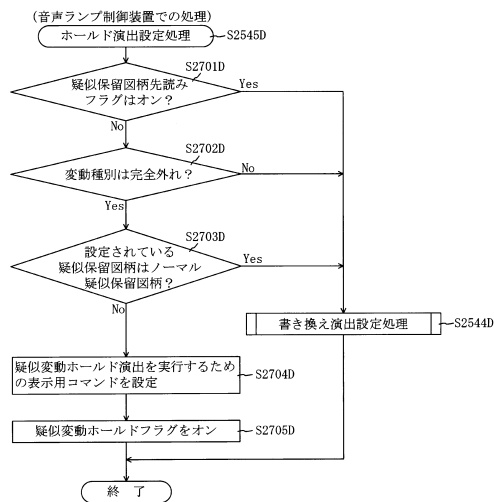 (音声ランプ制御装置での処理)
ホールド演出設定処理
S2545D
S2701D
疑似保留図柄先読み
フラグはオン?
Yes
No
S2702D
変動種別は完全外れ?
No
Yes
S2703D
設定されている
疑似保留図柄はノーマル
疑似保留図柄?
Yes
No
書き換え演出設定処理
S2544D
疑似変動ホールド演出を実行するため
の表示用コマンドを設定
S2704D
疑似変動ホールドフラグをオン
S2705D
終 了